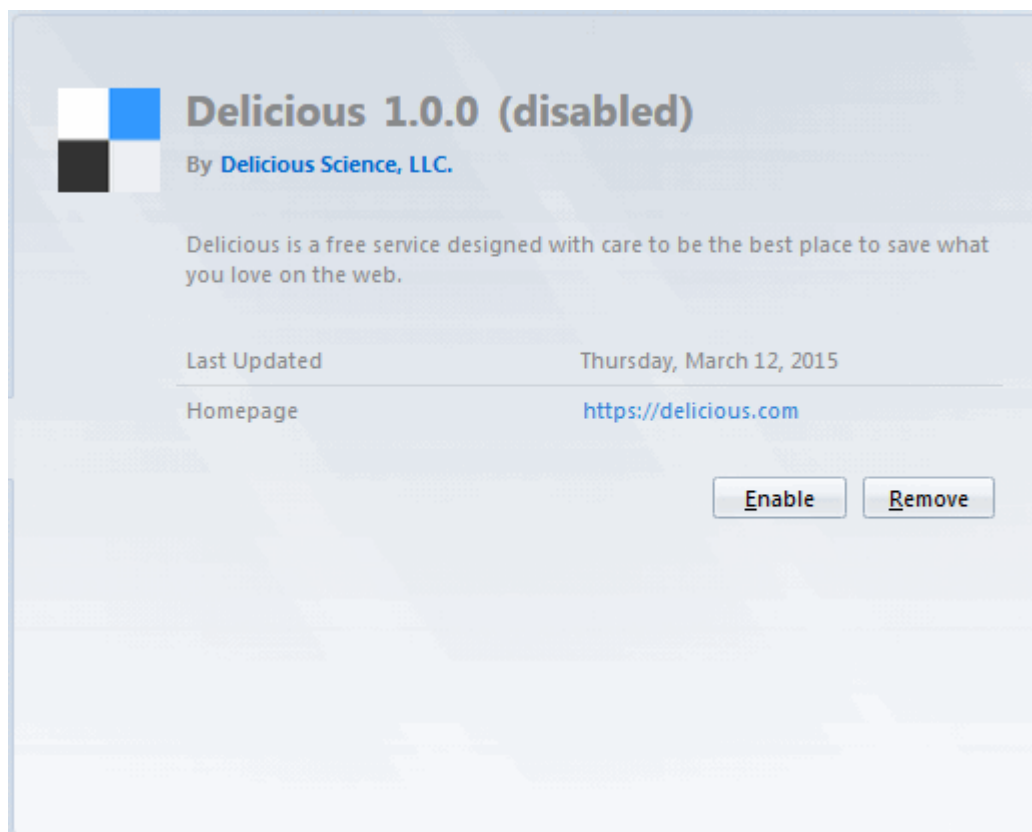 Delicious 1.0.0 (disabled)
By Delicious Science, LLC.
Delicious is a free service designed with care to be the best place to save what
you love on the web.
Last Updated Thursday, March 12, 2015
Homepage https://delicious.com
Enable Remove